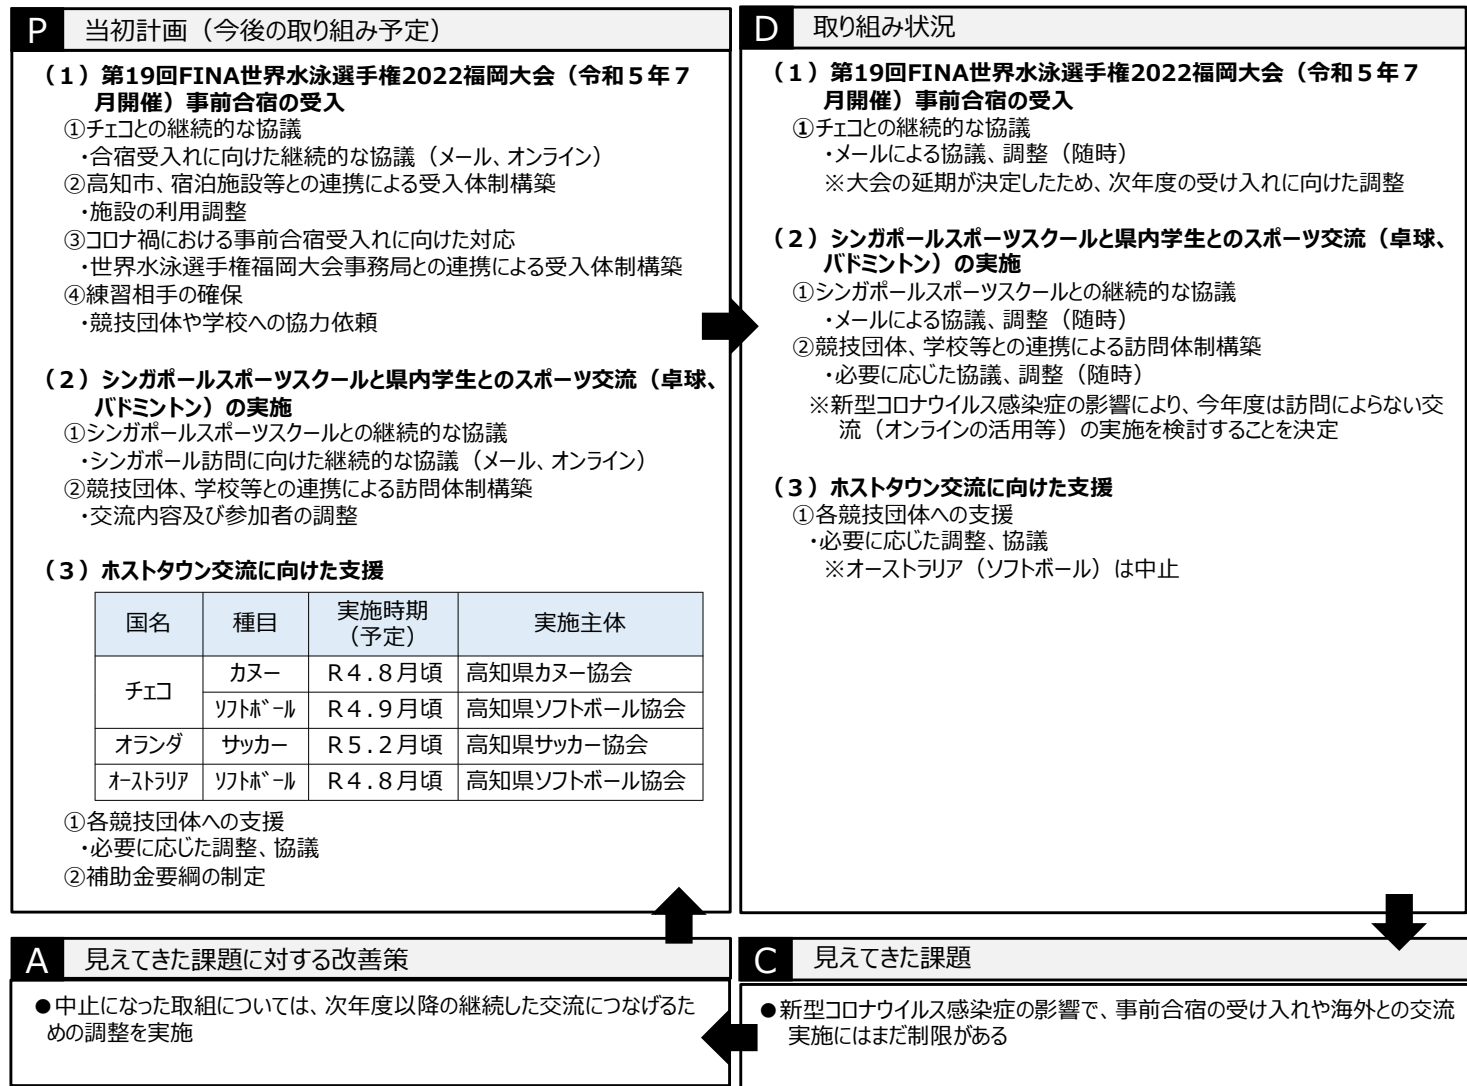 P 当初計画（今後の取り組み予定）
（１）第19回FINA世界水泳選手権2022福岡大会（令和５年７
月開催）事前合宿の受入
①チェコとの継続的な協議
・合宿受入れに向けた継続的な協議（メール、オンライン）
②高知市、宿泊施設等との連携による受入体制構築
・施設の利用調整
③コロナ禍における事前合宿受入れに向けた対応
・世界水泳選手権福岡大会事務局との連携による受入体制構築
④練習相手の確保
・競技団体や学校への協力依頼
（２）シンガポールスポーツスクールと県内学生とのスポーツ交流（卓球、
バドミントン）の実施
①シンガポールスポーツスクールとの継続的な協議
・シンガポール訪問に向けた継続的な協議（メール、オンライン）
②競技団体、学校等との連携による訪問体制構築
・交流内容及び参加者の調整
（３）ホストタウン交流に向けた支援
国名 種目 実施時期（予定） 実施主体
チェコ カヌー Ｒ４.８月頃 高知県カヌー協会
ｿﾌﾄﾎﾞｰﾙ Ｒ４.９月頃 高知県ソフトボール協会
オランダ サッカー Ｒ５.２月頃 高知県サッカー協会
ｵｰｽﾄﾗﾘｱ ｿﾌﾄﾎﾞｰﾙ Ｒ４.８月頃 高知県ソフトボール協会
①各競技団体への支援
・必要に応じた調整、協議
②補助金要綱の制定
D 取り組み状況
（１）第19回FINA世界水泳選手権2022福岡大会（令和５年７
月開催）事前合宿の受入
①チェコとの継続的な協議
・メールによる協議、調整（随時）
※大会の延期が決定したため、次年度の受け入れに向けた調整
（２）シンガポールスポーツスクールと県内学生とのスポーツ交流（卓球、
バドミントン）の実施
①シンガポールスポーツスクールとの継続的な協議
・メールによる協議、調整（随時）
②競技団体、学校等との連携による訪問体制構築
・必要に応じた協議、調整（随時）
※新型コロナウイルス感染症の影響により、今年度は訪問によらない交
流（オンラインの活用等）の実施を検討することを決定
（３）ホストタウン交流に向けた支援
①各競技団体への支援
・必要に応じた調整、協議
※オーストラリア（ソフトボール）は中止
A 見えてきた課題に対する改善策
●中止になった取組については、次年度以降の継続した交流につなげるた
めの調整を実施
C 見えてきた課題
●新型コロナウイルス感染症の影響で、事前合宿の受け入れや海外との交流
実施にはまだ制限がある